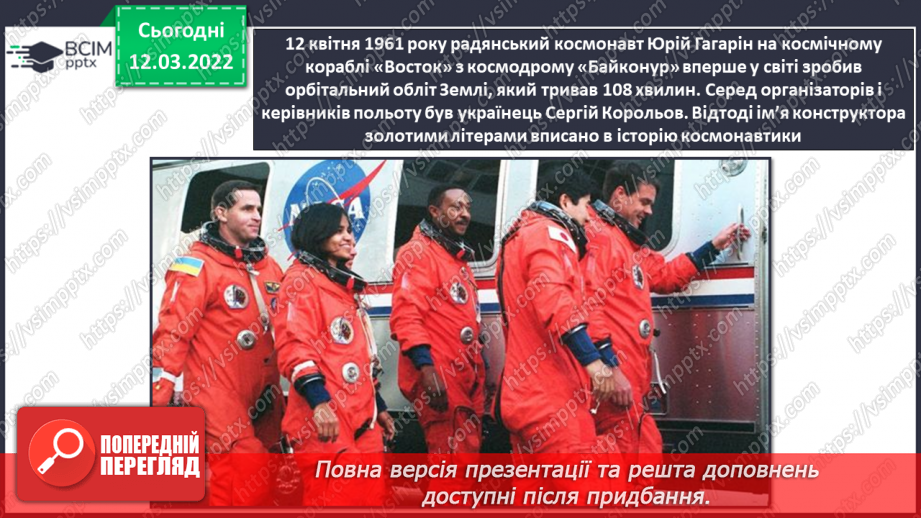 Сьогодні
12.03.2022
ВСІМ
pptx
12 квітня 1961 року радянський космонавт Юрій Гагарін на космічному
кораблі «Восток» з космодрому «Байконур» вперше у світі зробив
орбітальний обліт Землі, який тривав 108 хвилин. Серед організаторів і
керівників польоту був українець Сергій Корольов. Відтоді ім’я конструктора
золотими літерами вписано в історію космонавтики
NASA
ПОПЕРЕДНІЙ
ПЕРЕГЛЯД
Повна версія презентації та решта доповнень
доступні після придбання.
https://vsimpptx.com